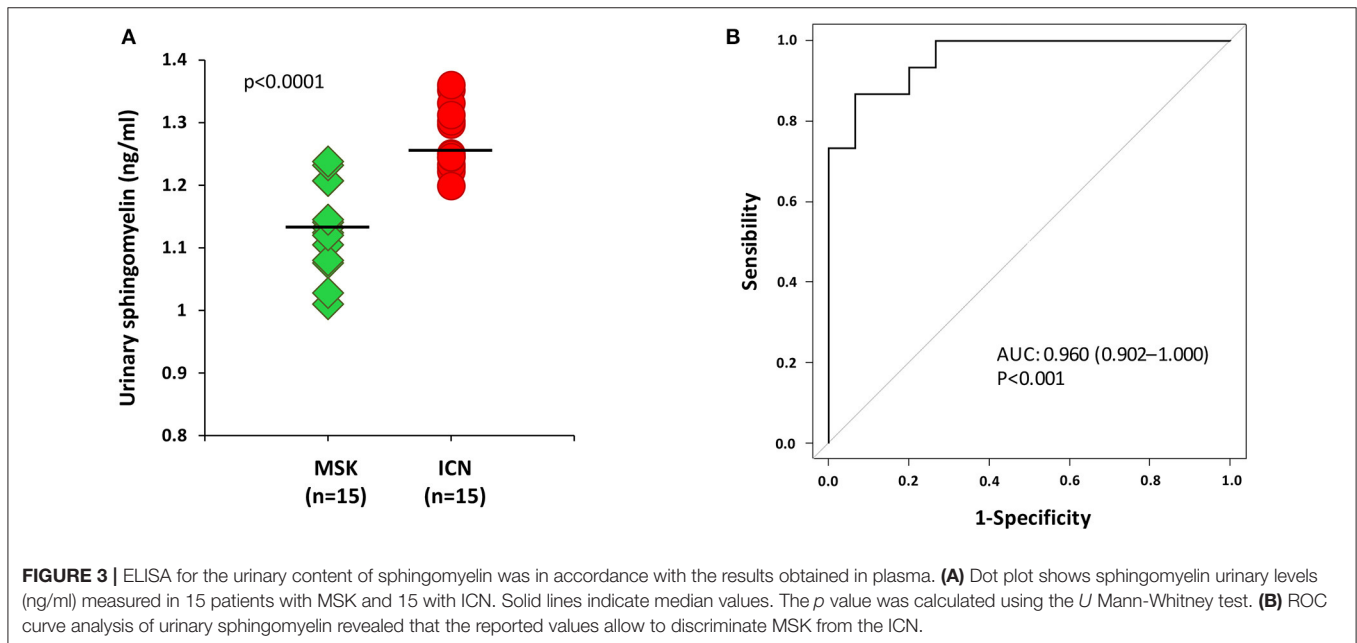 A
p<0.0001
Urinary sphingomyelin (ng/ml)
1.4
1.3
1.2
1.1
1
0.9
0.8
MSK
(n=15)
ICN
(n=15)
B
Sensibility
1.0
0.8
0.6
0.4
0.2
0.0
AUC: 0.960 (0.902–1.000)
P<0.001
0.0 0.2 0.4 0.6 0.8 1.0
1-Specificity
FIGURE 3 | ELISA for the urinary content of sphingomyelin was in accordance with the results obtained in plasma. (A) Dot plot shows sphingomyelin urinary levels
(ng/ml) measured in 15 patients with MSK and 15 with ICN. Solid lines indicate median values. The p value was calculated using the U Mann-Whitney test. (B) ROC
curve analysis of urinary sphingomyelin revealed that the reported values allow to discriminate MSK from the ICN.